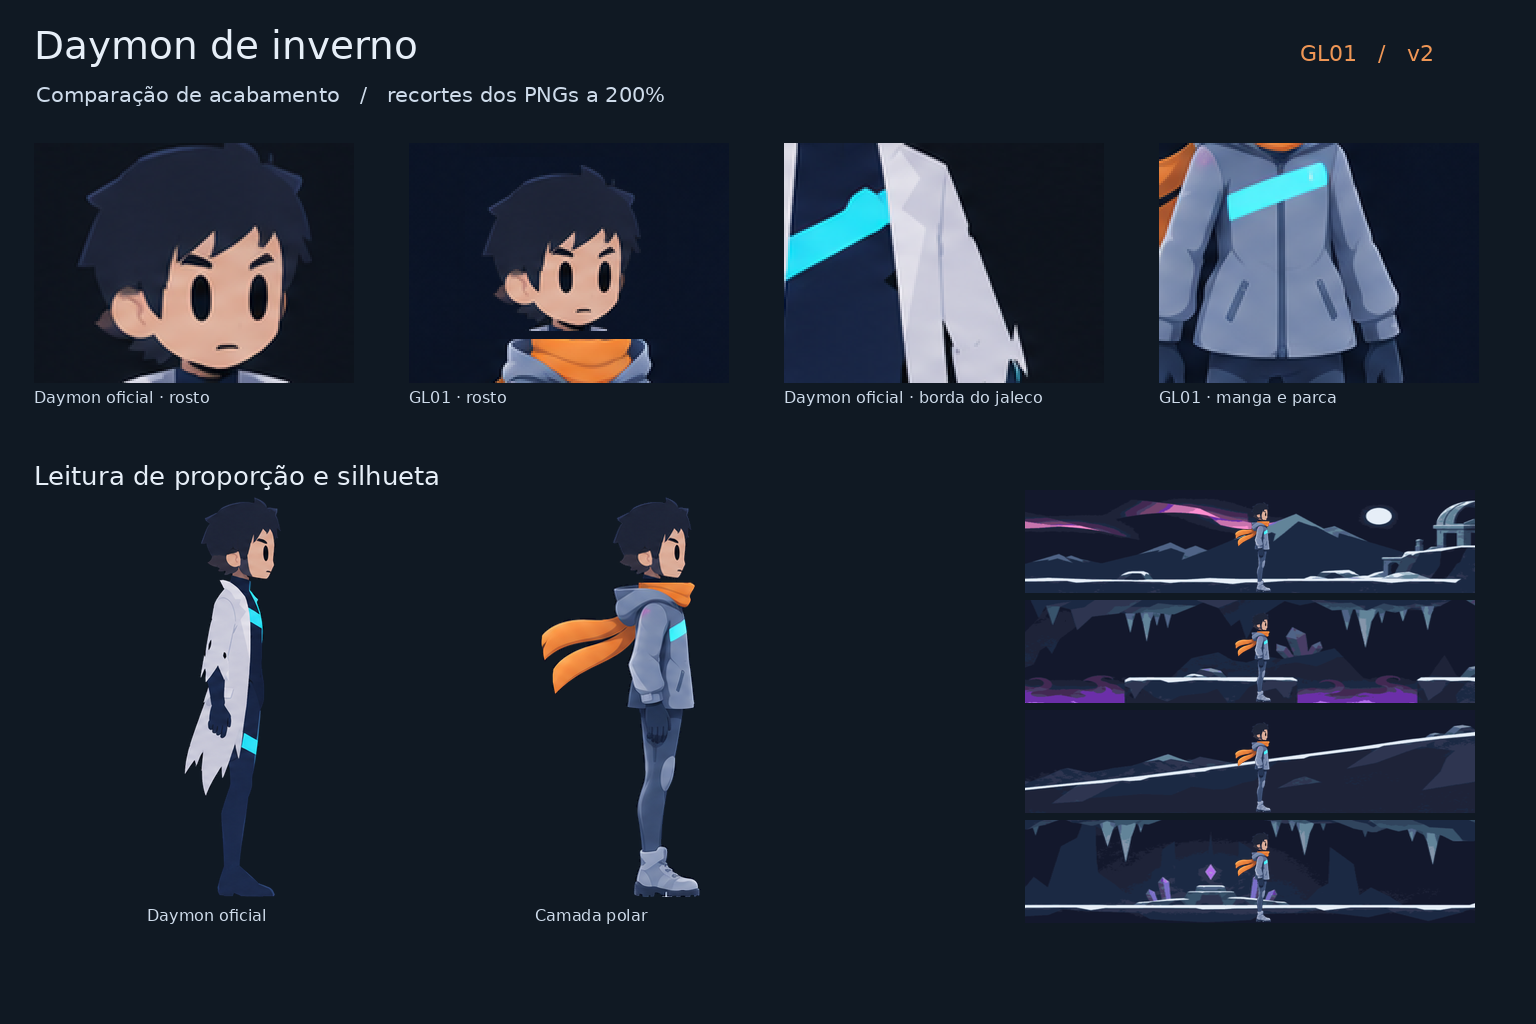 Daymon de inverno
GL01 / v2
Comparação de acabamento / recortes dos PNGs a 200%
Daymon oficial · rosto
GL01 · rosto
Daymon oficial · borda do jaleco
GL01 · manga e parca
Leitura de proporção e silhueta
Daymon oficial
Camada polar